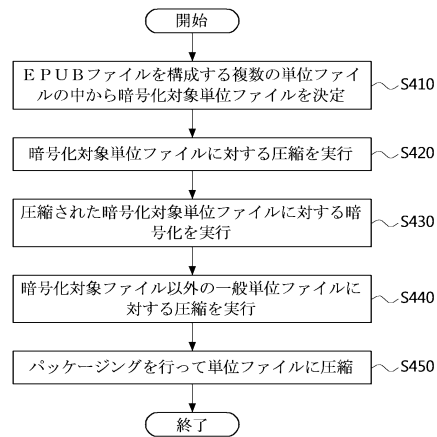 開始
EPUBファイルを構成する複数の単位ファイ
ルの中から暗号化対象単位ファイルを決定
S410
暗号化対象単位ファイルに対する圧縮を実行
S420
圧縮された暗号化対象単位ファイルに対する暗
号化を実行
S430
暗号化対象ファイル以外の一般単位ファイルに
対する圧縮を実行
S440
パッケージングを行って単位ファイルに圧縮
S450
終了